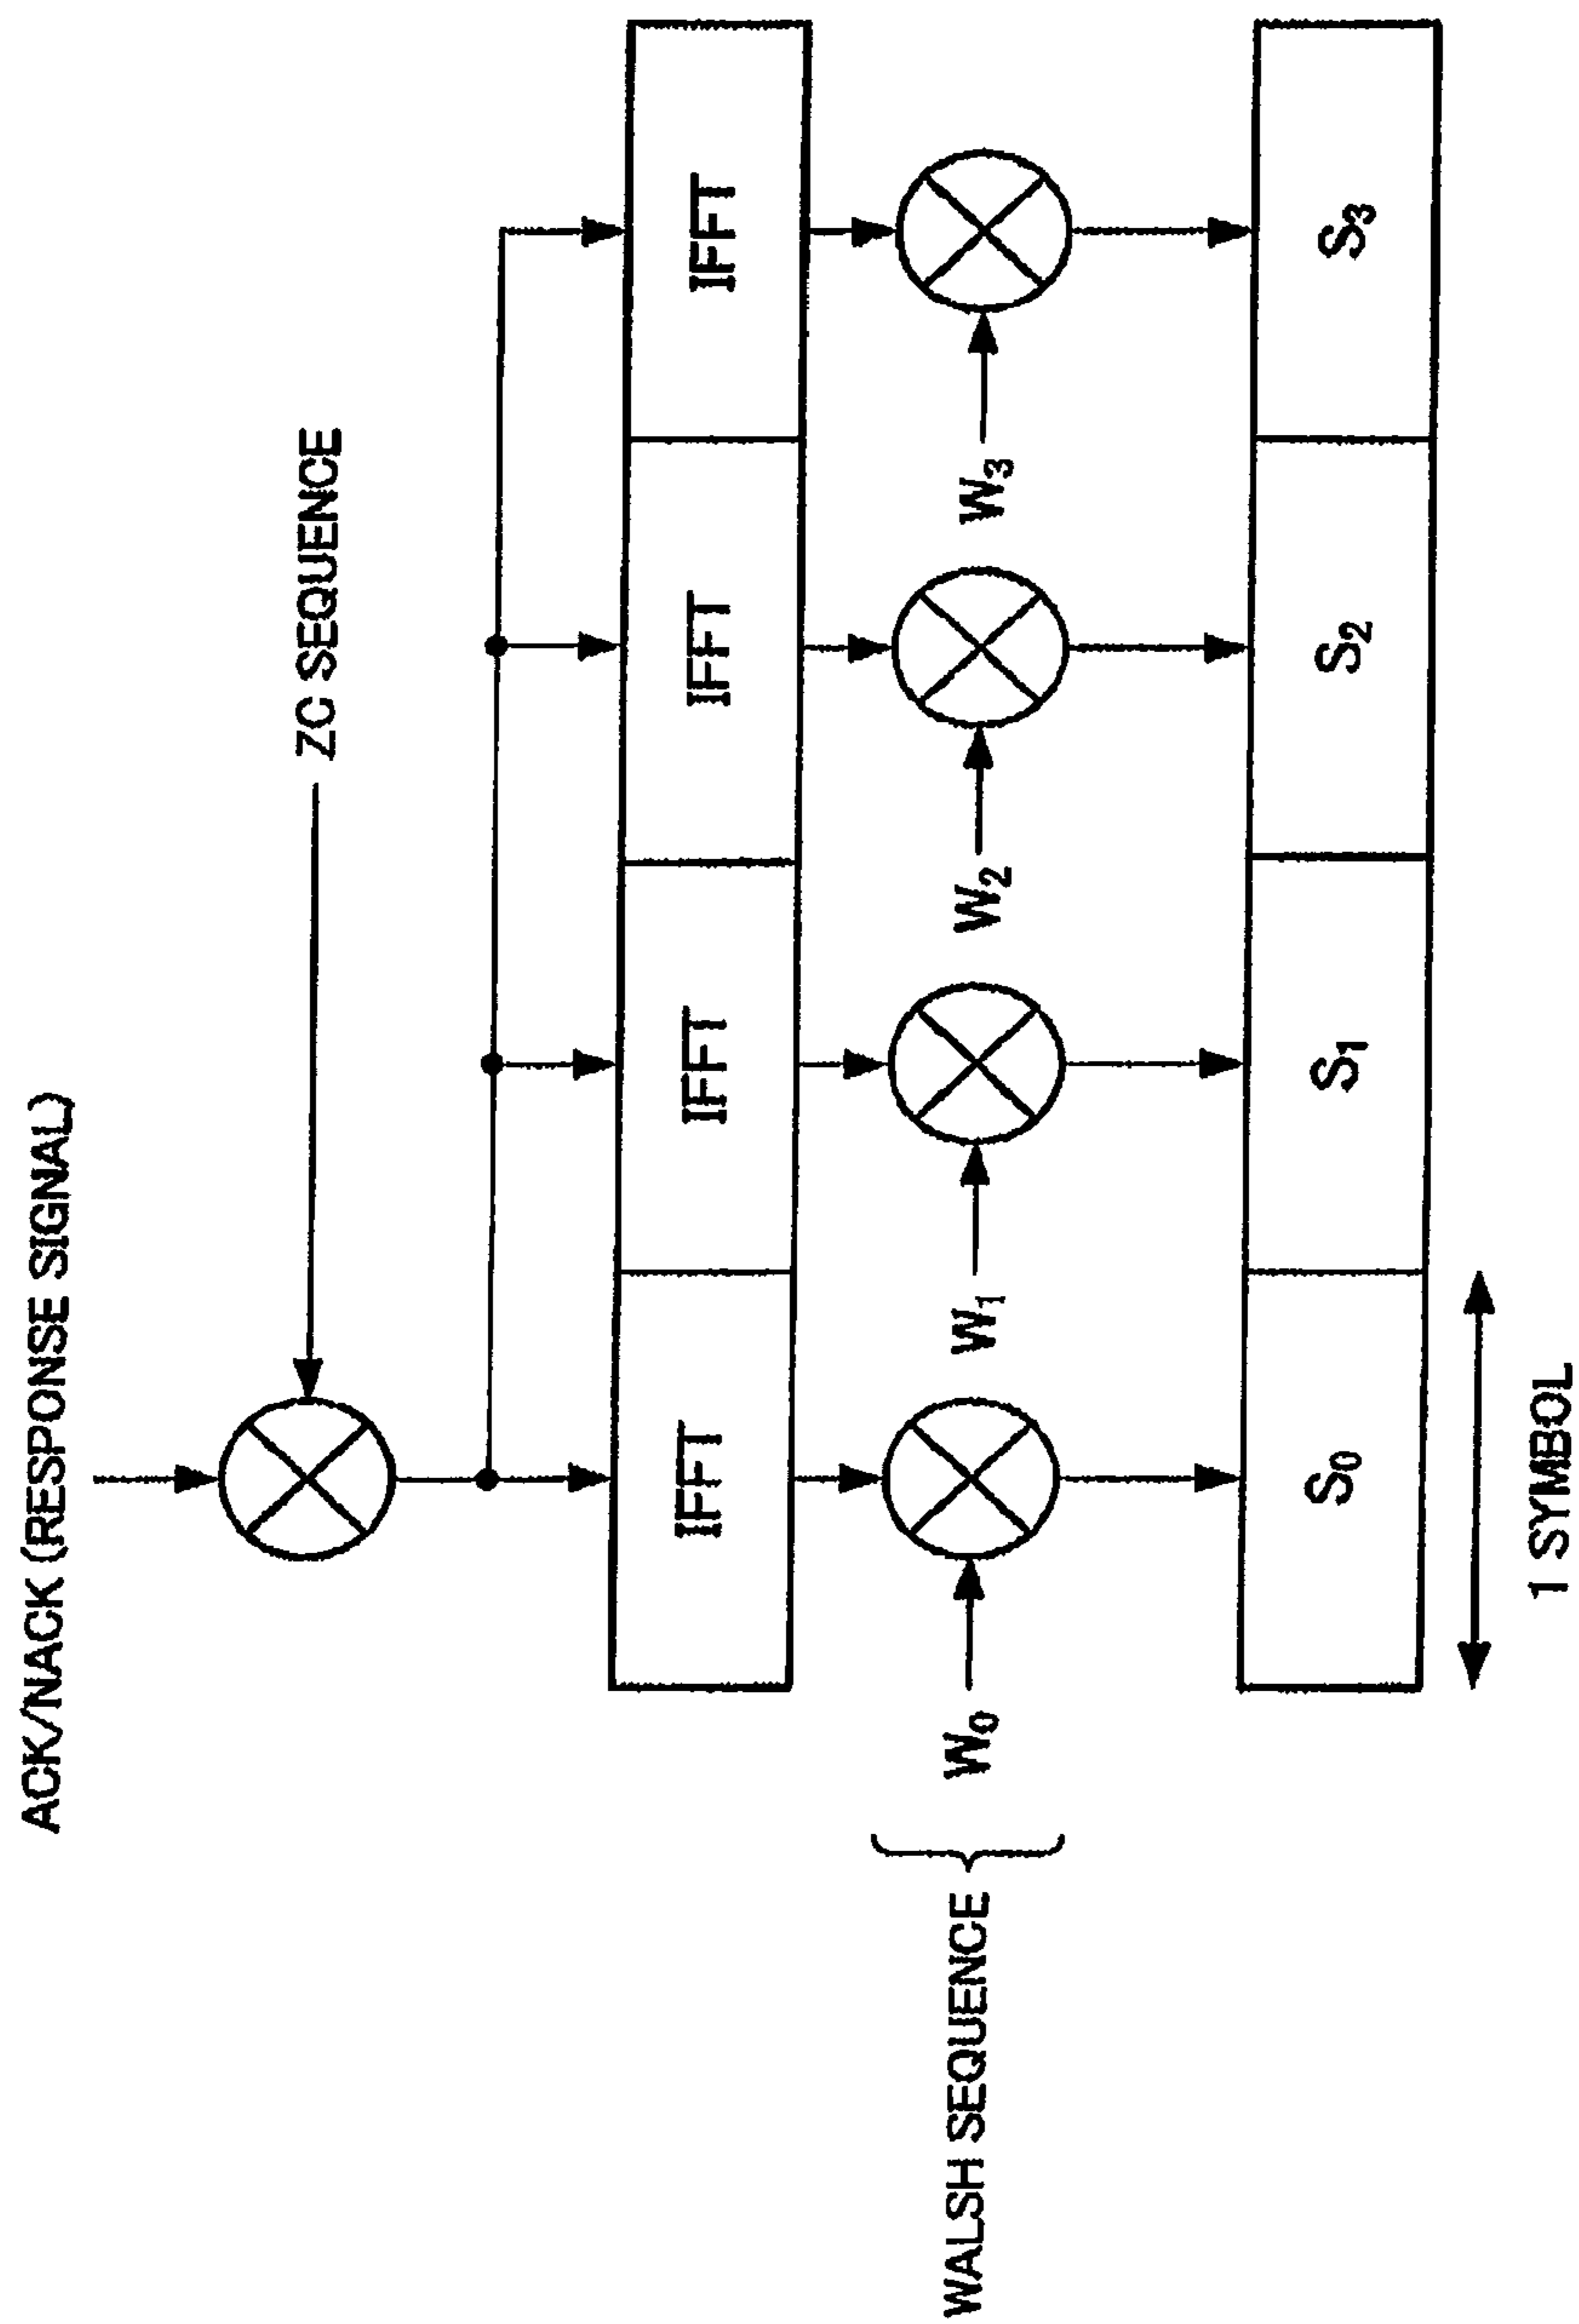 ACK/NACK (RESPONSE SIGNAL)
ZC SEQUENCE
IFFT
IFFT
IFFT
IFFT
WALSH SEQUENCE
W0
W1
W2
W3
S0
S1
S2
S3
1 SYMBOL